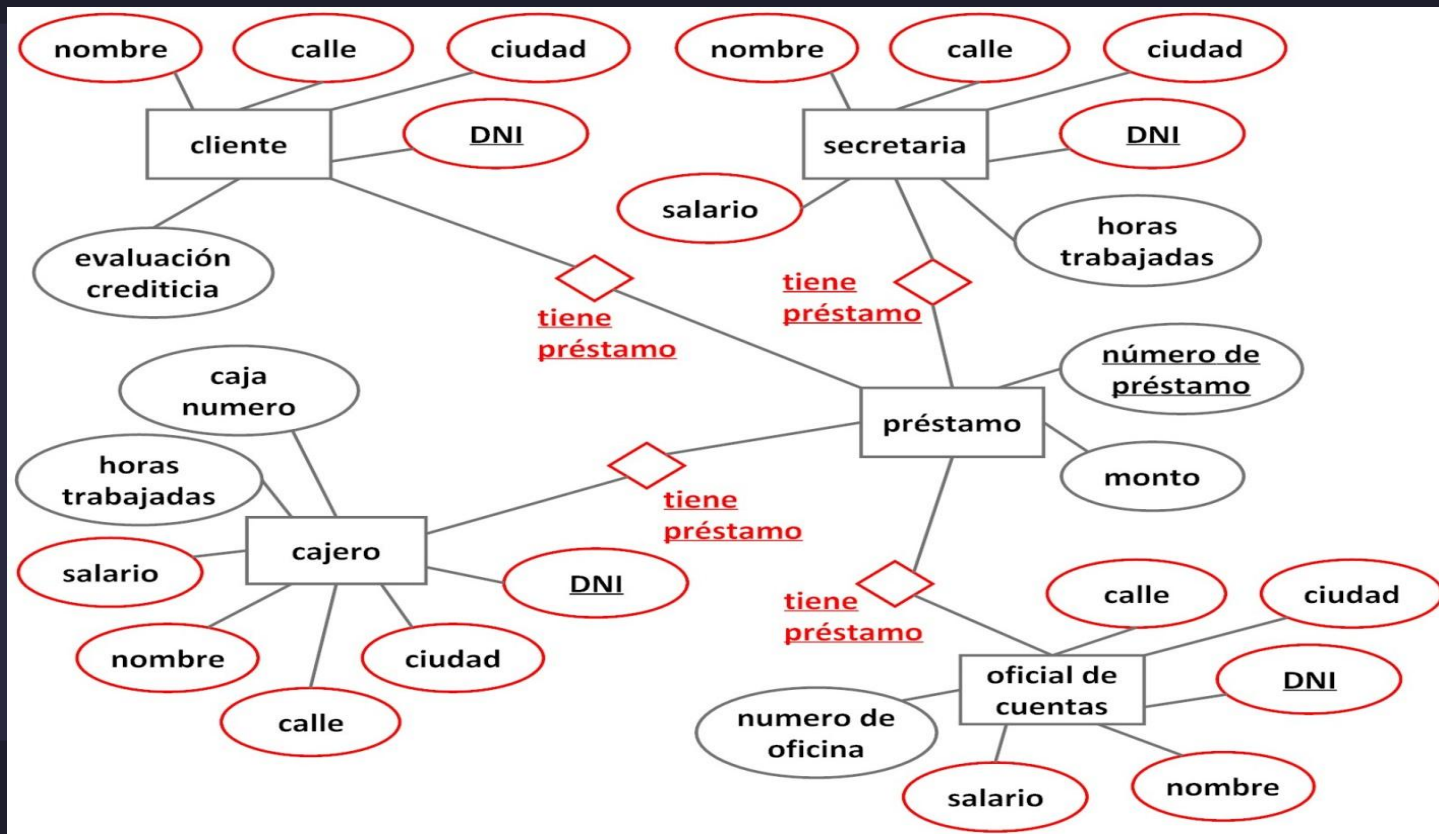 nombre
calle
ciudad
cliente
DNI
evaluación
crediticia
tiene
préstamo
nombre
calle
ciudad
secretaria
DNI
salario
horas
trabajadas
tiene
préstamo
número de
préstamo
préstamo
monto
caja
numero
horas
trabajadas
tiene
préstamo
cajero
salario
DNI
nombre
ciudad
calle
tiene
préstamo
calle
ciudad
oficial de
cuentas
DNI
numero de
oficina
salario
nombre